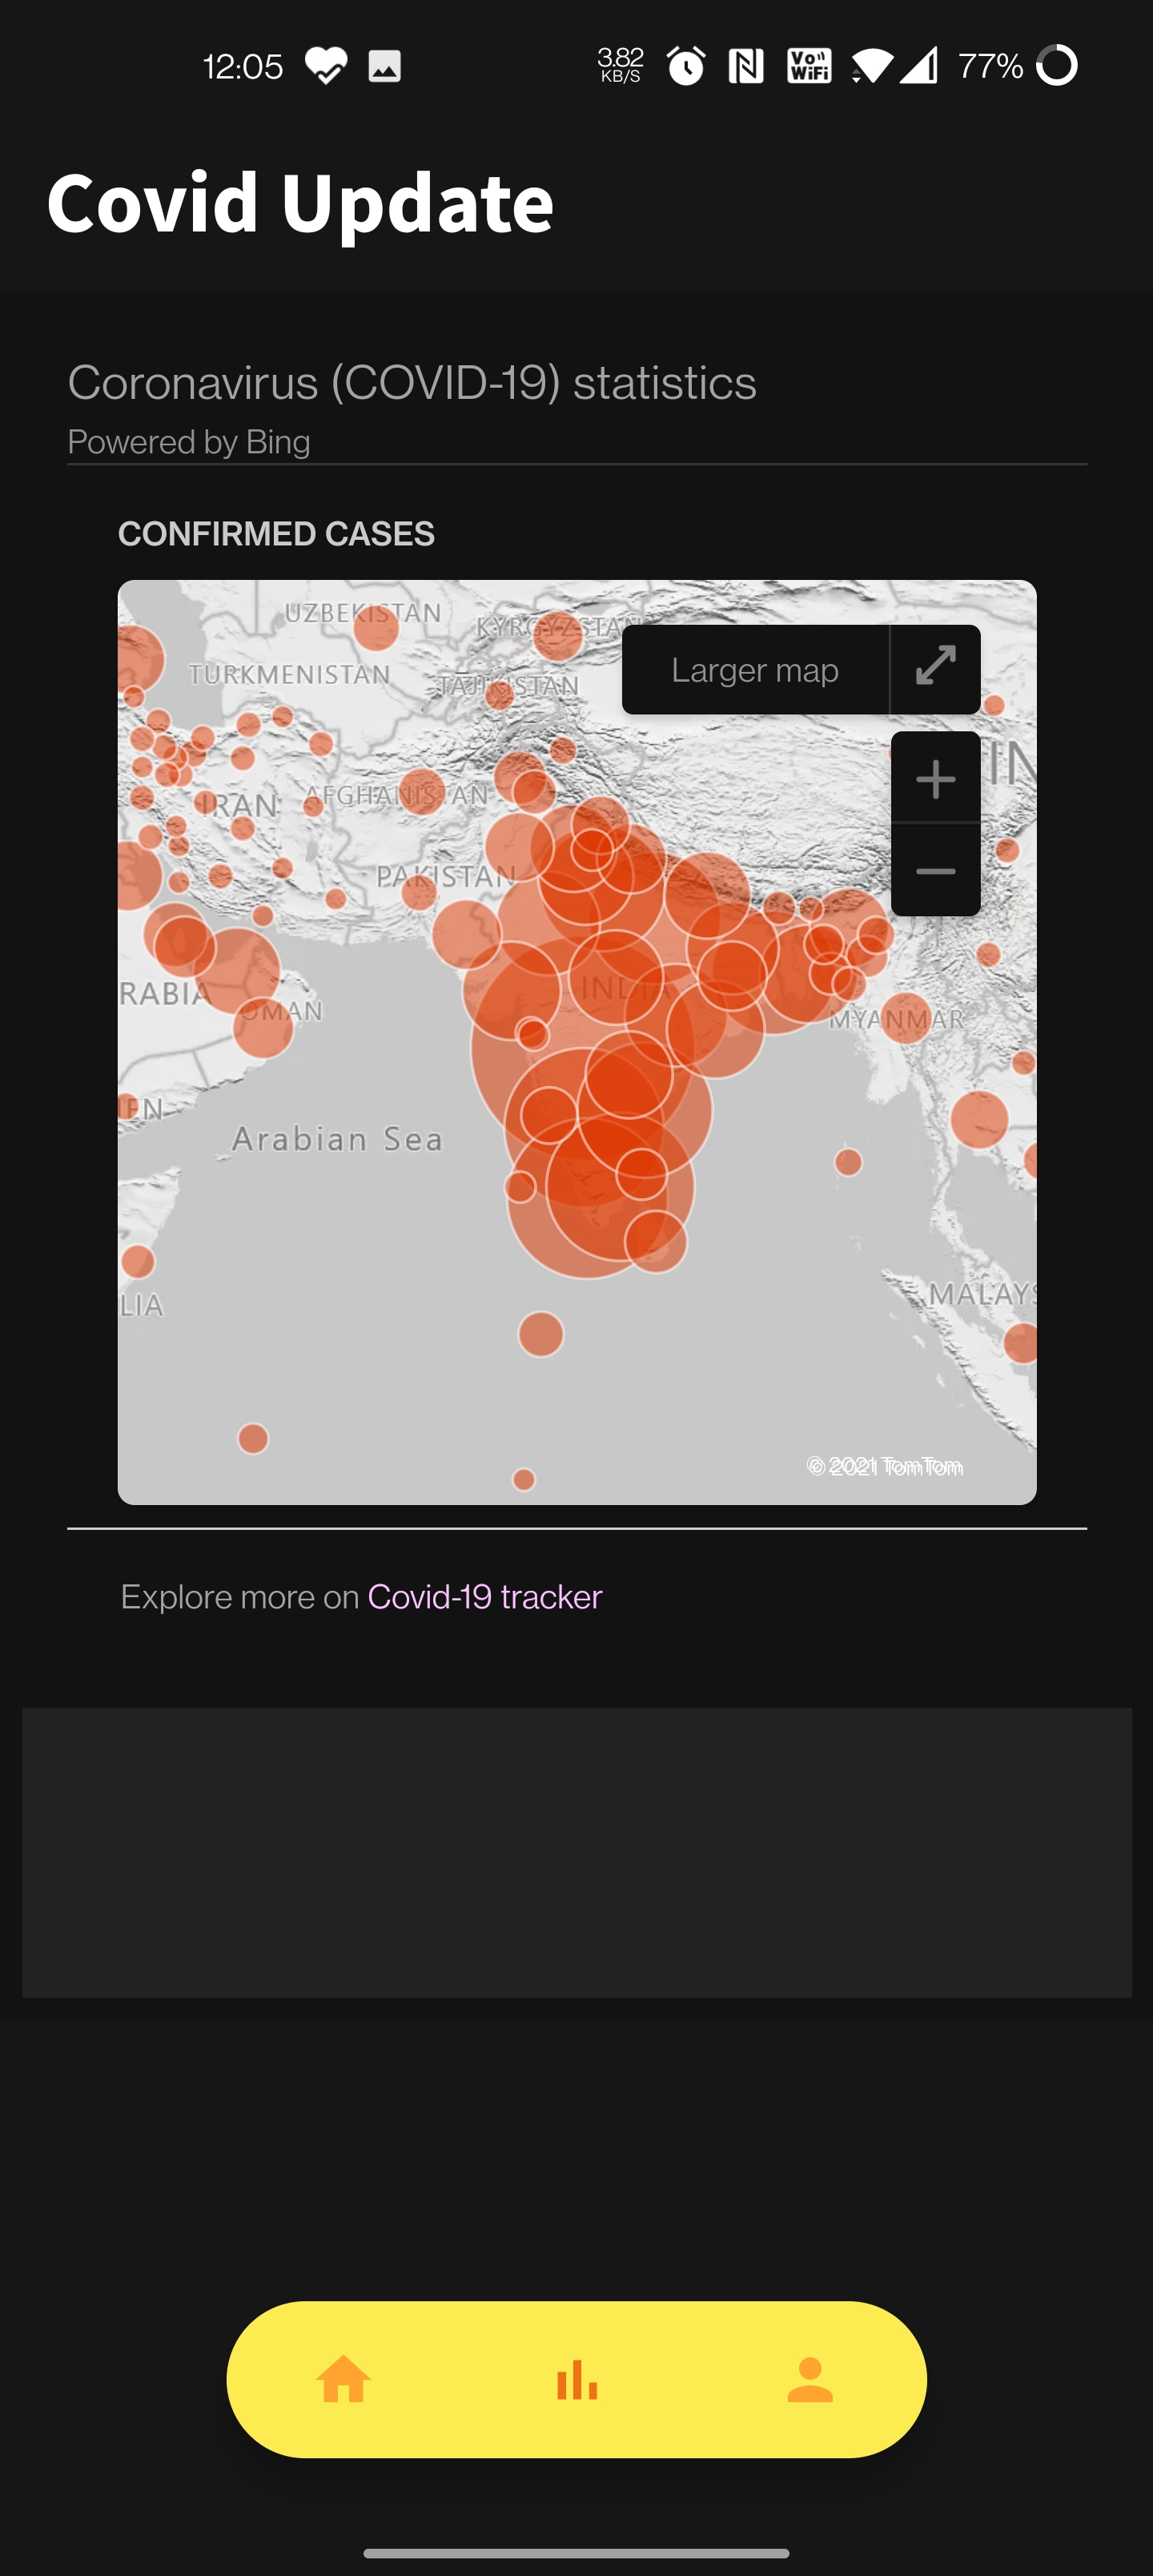 12:05
3.82
KB/S
Vo
WiFi
77%
Covid Update
Coronavirus (COVID-19) statistics
Powered by Bing
CONFIRMED CASES
UZBEKISTAN
KYRGYZSTAN
TURKMENISTAN
TAJIKISTAN
Larger map
IN
IRAN
AFGHANISTAN
PAKISTAN
INDIA
RABIA
OMAN
MYANMAR
EN
Arabian Sea
LIA
MALAYS
© 2021 TomTom
Explore more on Covid-19 tracker